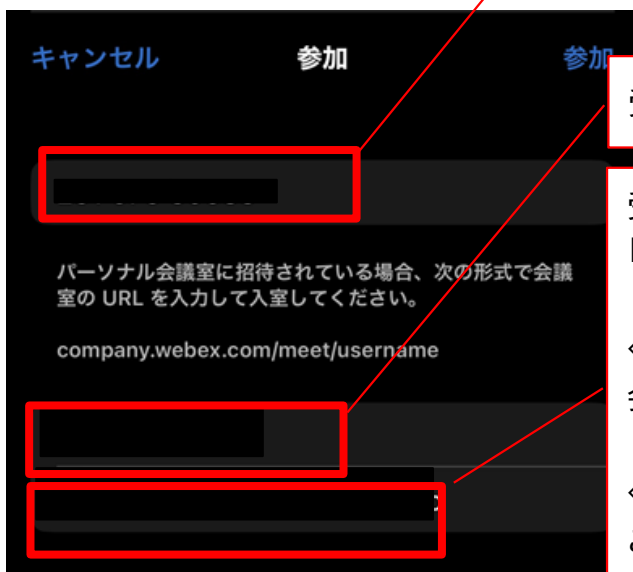 キャンセル
参加
参加
パーソナル会議室に招待されている場合、次の形式で会議
室の URL を入力して入室してください。
company.webex.com/meet/username